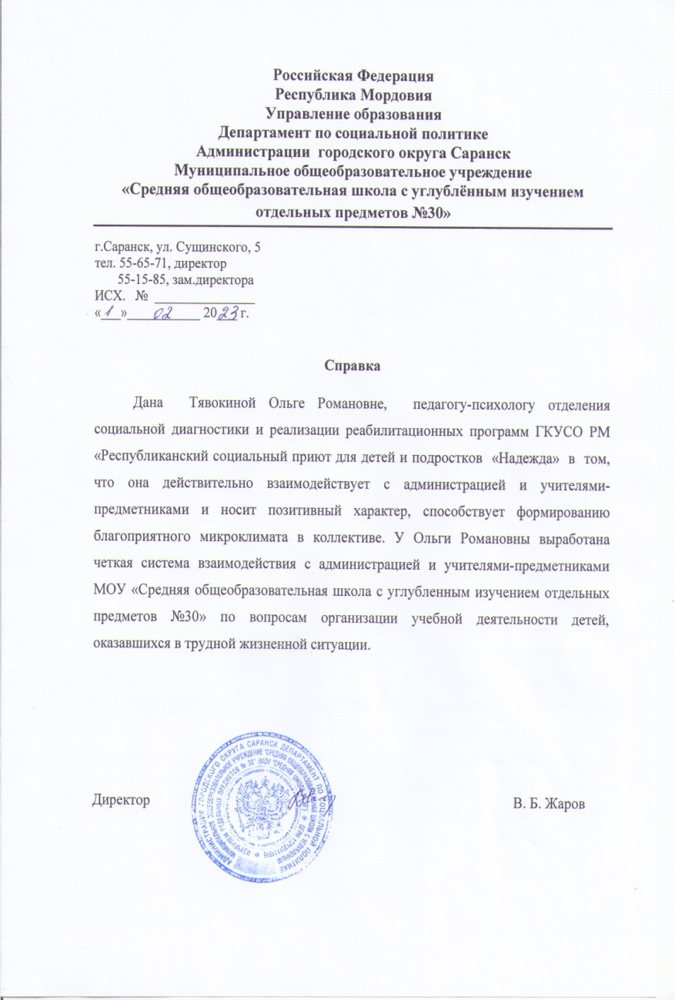 Российская Федерация
Республика Мордовия
Управление образования
Департамент по социальной политике
Администрации городского округа Саранск
Муниципальное общеобразовательное учреждение
«Средняя общеобразовательная школа с углублённым изучением
отдельных предметов №30»
г.Саранск, ул. Сущинского, 5
тел. 55-65-71, директор
55-15-85, зам.директора
ИСХ. № ______________
«_1_»___02___ 2023 г.
Справка
Дана Тявокиной Ольге Романовне, педагогу-психологу отделения
социальной диагностики и реализации реабилитационных программ ГКУСО РМ
«Республиканский социальный приют для детей и подростков «Надежда» в том,
что она действительно взаимодействует с администрацией и учителями-
предметниками и носит позитивный характер, способствует формированию
благоприятного микроклимата в коллективе. У Ольги Романовны выработана
четкая система взаимодействия с администрацией и учителями-предметниками
МОУ «Средняя общеобразовательная школа с углубленным изучением отдельных
предметов №30» по вопросам организации учебной деятельности детей,
оказавшихся в трудной жизненной ситуации.
АДМИНИСТРАЦИЯ ГОРОДСКОГО ОКРУГА САРАНСК ДЕПАРТАМЕНТ ПО СОЦИАЛЬНОЙ ПОЛИТИКЕ
Директор
В. Б. Жаров